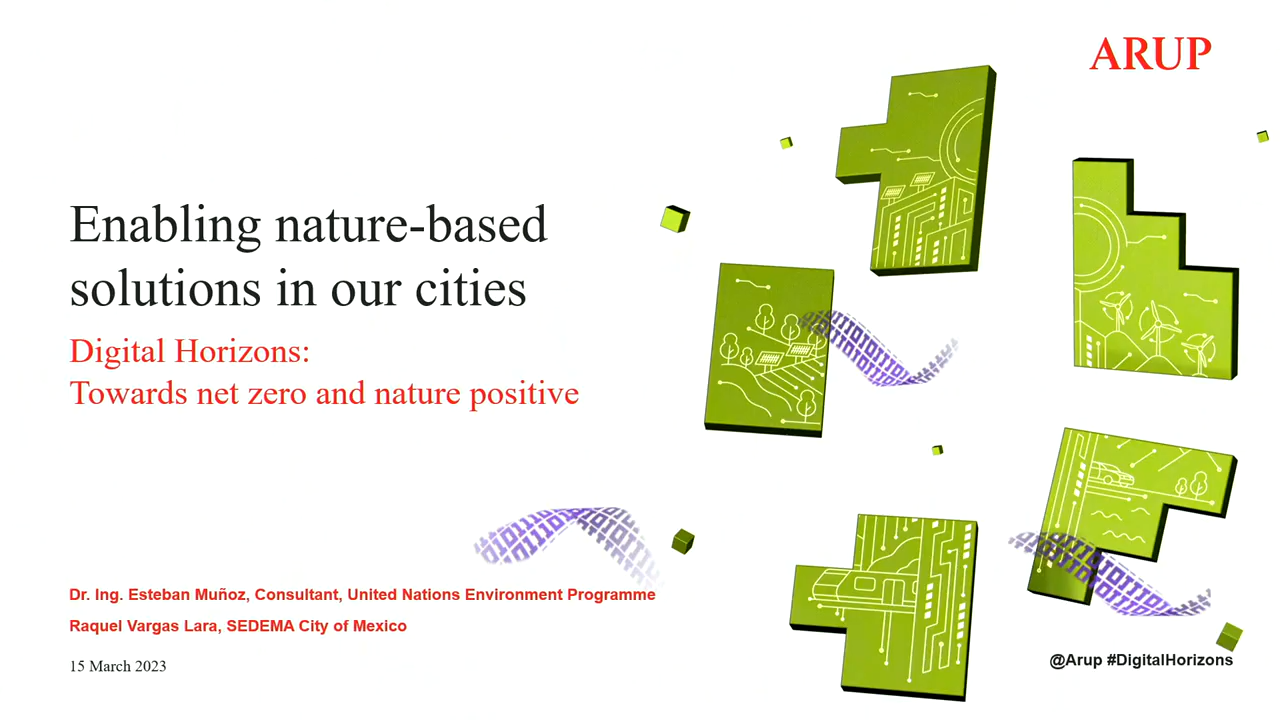 ARUP
Enabling nature-based
solutions in our cities
Digital Horizons:
Towards net zero and nature positive
Dr. Ing. Esteban Muñoz, Consultant, United Nations Environment Programme
Raquel Vargas Lara, SEDEMA City of Mexico
15 March 2023
@Arup #DigitalHorizons